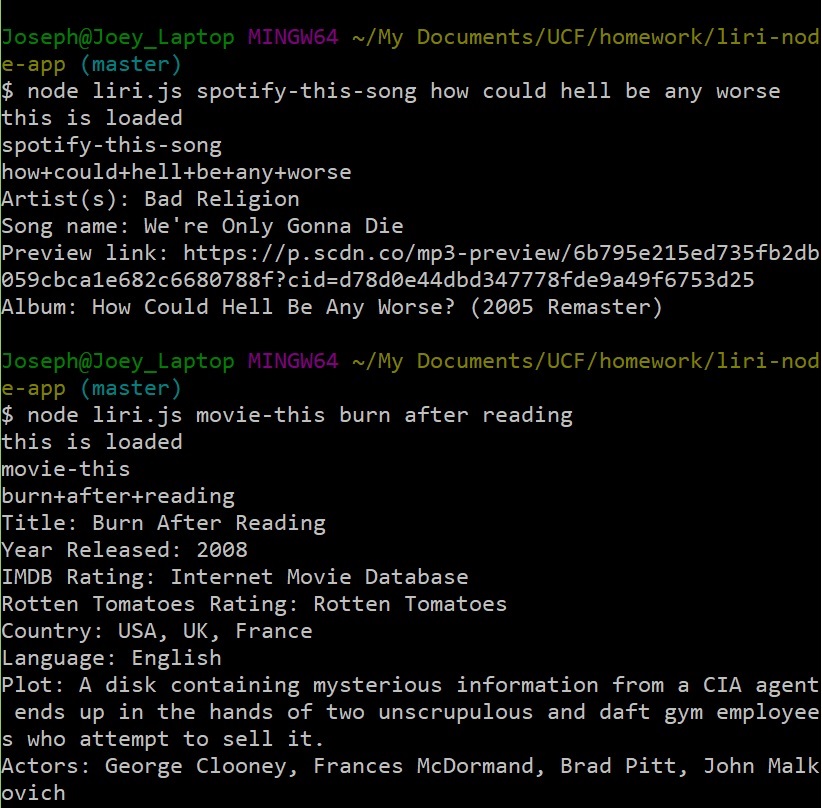 Joseph@Joey_Laptop MINGW64 ~/My Documents/UCF/homework/liri-nod
e-app (master)
$ node liri.js spotify-this-song how could hell be any worse
this is loaded
spotify-this-song
how+could+hell+be+any+worse
Artist(s): Bad Religion
Song name: We're Only Gonna Die
Preview link: https://p.scdn.co/mp3-preview/6b795e215ed735fb2db
059cbca1e682c6680788f?cid=d78d0e44dbd347778fde9a49f6753d25
Album: How Could Hell Be Any Worse? (2005 Remaster)
Joseph@Joey_Laptop MINGW64 ~/My Documents/UCF/homework/liri-nod
e-app (master)
$ node liri.js movie-this burn after reading
this is loaded
movie-this
burn+after+reading
Title: Burn After Reading
Year Released: 2008
IMDB Rating: Internet Movie Database
Rotten Tomatoes Rating: Rotten Tomatoes
Country: USA, UK, France
Language: English
Plot: A disk containing mysterious information from a CIA agent
 ends up in the hands of two unscrupulous and daft gym employee
s who attempt to sell it.
Actors: George Clooney, Frances McDormand, Brad Pitt, John Malk
ovich